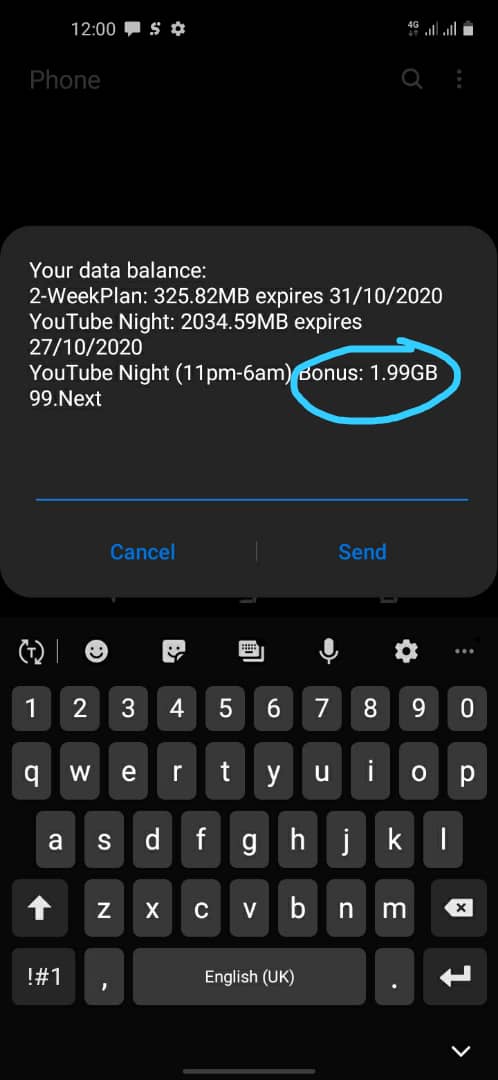 12:00
4G
Phone
Your data balance:
2-WeekPlan: 325.82MB expires 31/10/2020
YouTube Night: 2034.59MB expires
27/10/2020
YouTube Night (11pm-6am) Bonus: 1.99GB
99.Next
Cancel
Send
T
1 2 3 4 5 6 7 8 9 0
q w e r t y u i o p
a s d f g h j k l
z x c v b n m
!#1 , English (UK) .